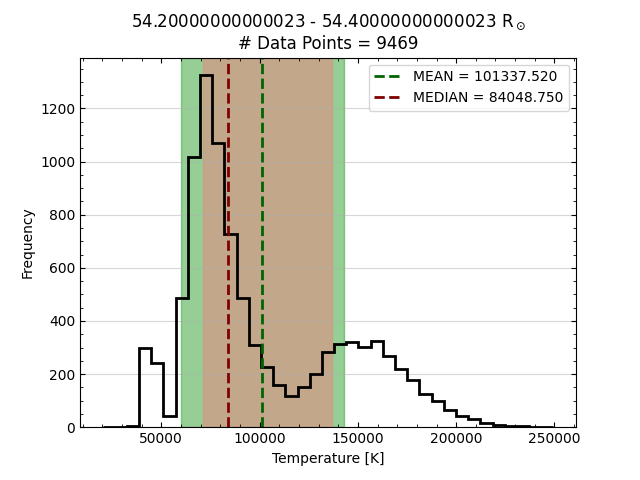 54.20000000000023 - 54.40000000000023 R⊙
# Data Points = 9469
MEAN = 101337.520
MEDIAN = 84048.750
Frequency
1200
1000
800
600
400
200
0
50000 100000 150000 200000 250000
Temperature [K]